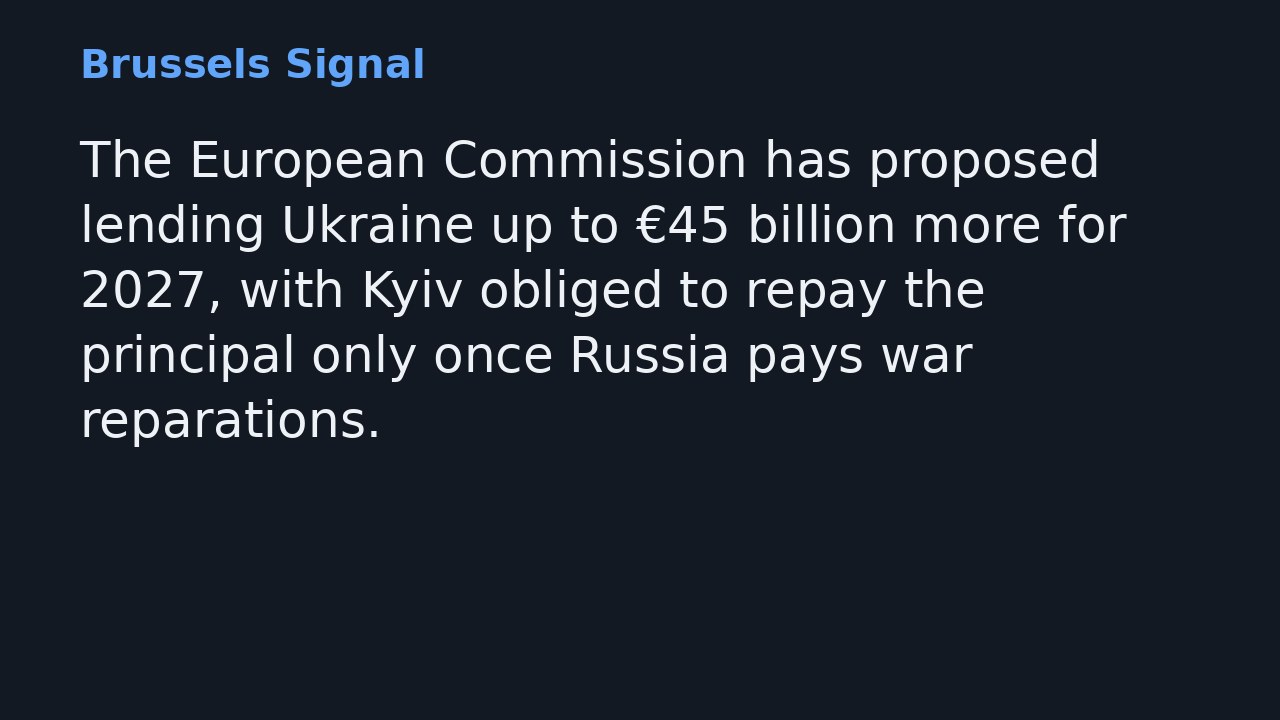 Brussels Signal
The European Commission has proposed
lending Ukraine up to €45 billion more for
2027, with Kyiv obliged to repay the
principal only once Russia pays war
reparations.